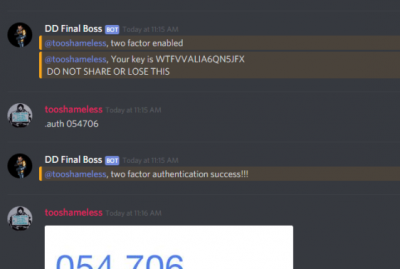 DD Final Boss BOT Today at 11:15 AM
@tooshameless, two factor enabled
@tooshameless, Your key is WTFVVALIA6QN5JFX
DO NOT SHARE OR LOSE THIS
tooshameless Today at 11:15 AM
.auth 054706
DD Final Boss BOT Today at 11:15 AM
@tooshameless, two factor authentication success!!!
tooshameless Today at 11:16 AM
054 706